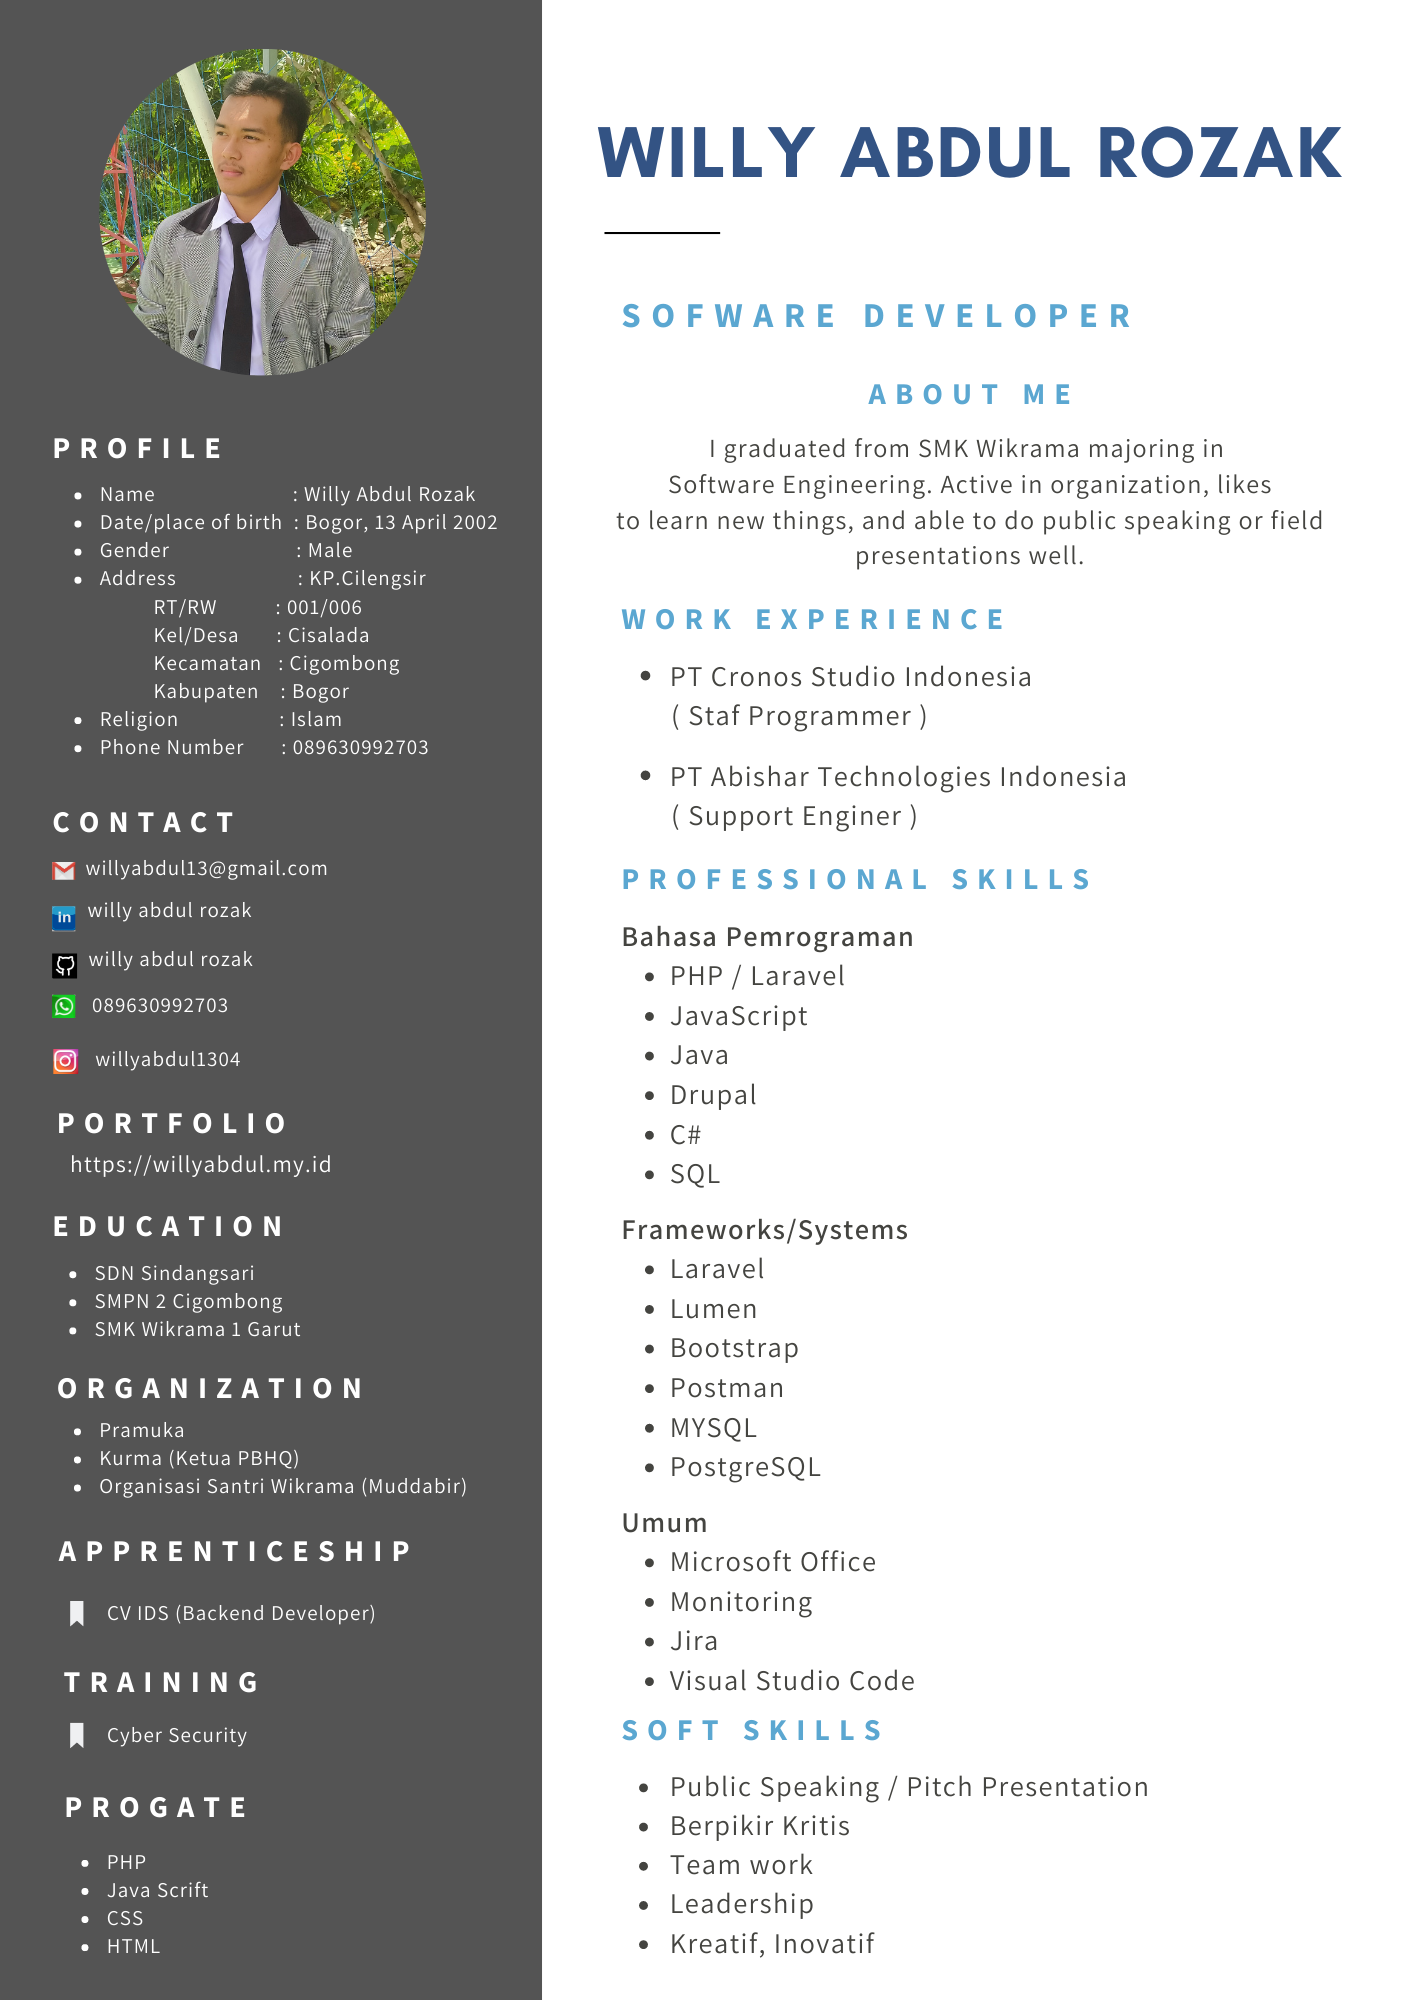 WILLY ABDUL ROZAK
SOFWARE DEVELOPER
ABOUT ME
I graduated from SMK Wikrama majoring in
Software Engineering. Active in organization, likes
to learn new things, and able to do public speaking or field
presentations well.
WORK EXPERIENCE
• PT Cronos Studio Indonesia
( Staf Programmer )
• PT Abishar Technologies Indonesia
( Support Enginer )
PROFESSIONAL SKILLS
Bahasa Pemrograman
• PHP / Laravel
• JavaScript
• Java
• Drupal
• C#
• SQL
Frameworks/Systems
• Laravel
• Lumen
• Bootstrap
• Postman
• MYSQL
• PostgreSQL
Umum
• Microsoft Office
• Monitoring
• Jira
• Visual Studio Code
SOFT SKILLS
• Public Speaking / Pitch Presentation
• Berpikir Kritis
• Team work
• Leadership
• Kreatif, Inovatif
PROFILE
• Name : Willy Abdul Rozak
• Date/place of birth : Bogor, 13 April 2002
• Gender : Male
• Address : KP.Cilengsir
RT/RW : 001/006
Kel/Desa : Cisalada
Kecamatan : Cigombong
Kabupaten : Bogor
• Religion : Islam
• Phone Number : 089630992703
CONTACT
willyabdul13@gmail.com
in willy abdul rozak
willy abdul rozak
089630992703
willyabdul1304
PORTFOLIO
https://willyabdul.my.id
EDUCATION
• SDN Sindangsari
• SMPN 2 Cigombong
• SMK Wikrama 1 Garut
ORGANIZATION
• Pramuka
• Kurma (Ketua PBHQ)
• Organisasi Santri Wikrama (Muddabir)
APPRENTICESHIP
CV IDS (Backend Developer)
TRAINING
Cyber Security
PROGATE
• PHP
• Java Scrift
• CSS
• HTML